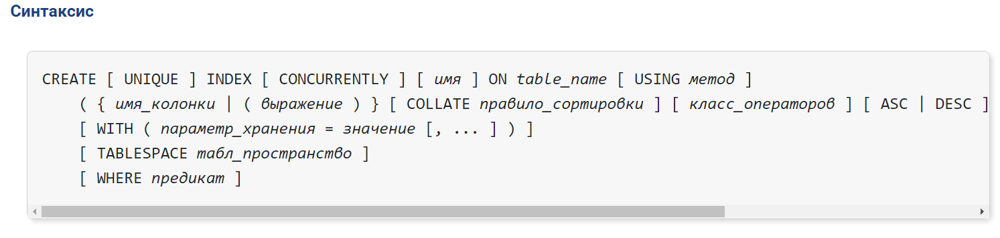 Синтаксис
CREATE [ UNIQUE ] INDEX [ CONCURRENTLY ] [ имя ] ON table_name [ USING метод ]
( { имя_колонки | ( выражение ) } [ COLLATE правило_сортировки ] [ класс_операторов ] [ ASC | DESC ]
[ WITH ( параметр_хранения = значение [, ... ] ) ]
[ TABLESPACE табл_пространство ]
[ WHERE предикат ]